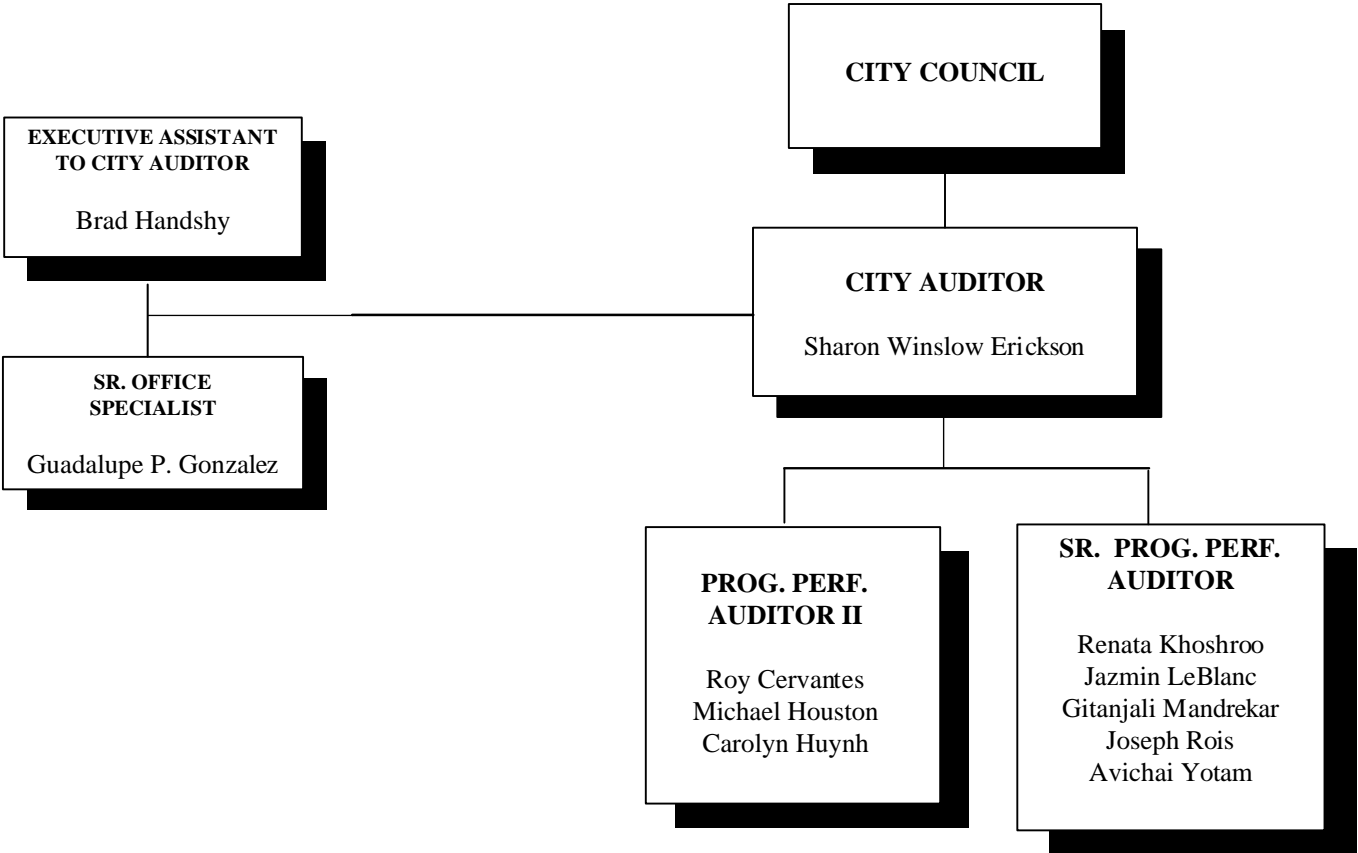 CITY COUNCIL
EXECUTIVE ASSISTANT
TO CITY AUDITOR
Brad Handshy
CITY AUDITOR
Sharon Winslow Erickson
SR. OFFICE
SPECIALIST
Guadalupe P. Gonzalez
PROG. PERF.
AUDITOR II
Roy Cervantes
Michael Houston
Carolyn Huynh
SR. PROG. PERF.
AUDITOR
Renata Khoshroo
Jazmin LeBlanc
Gitanjali Mandrekar
Joseph Rois
Avichai Yotam